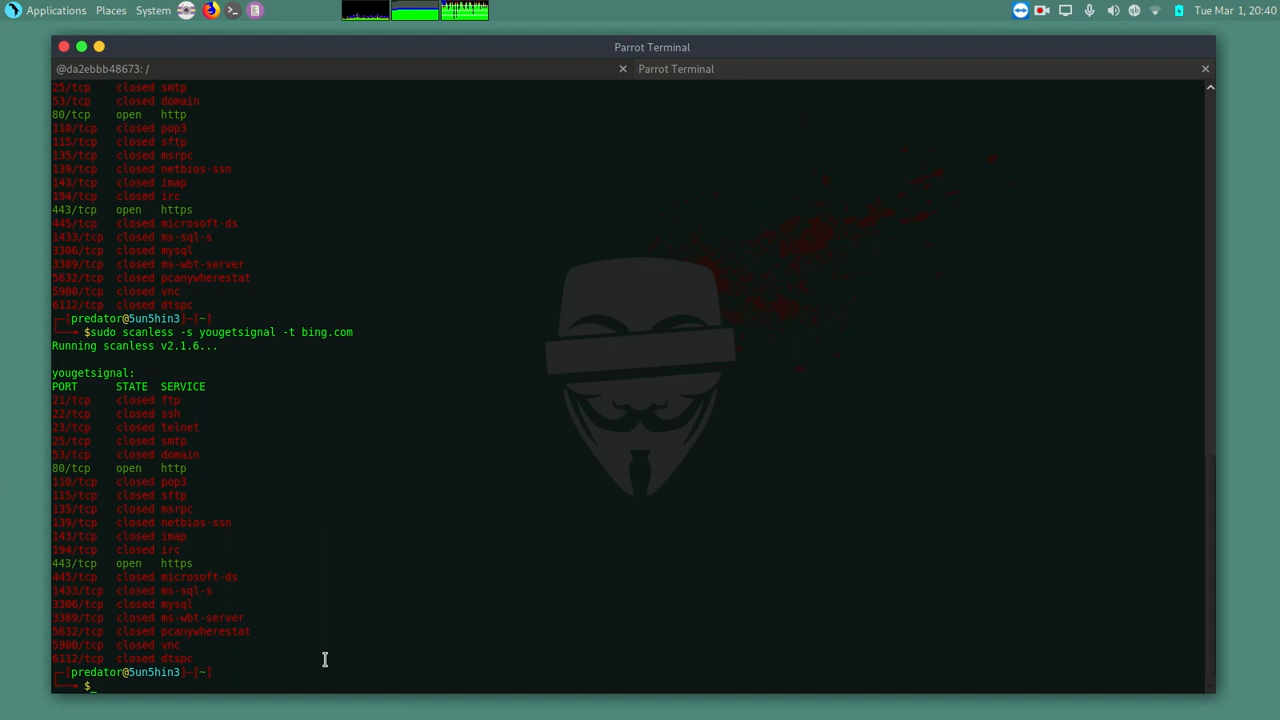 Applications Places System Tue Mar 1, 20:40
Parrot Terminal
@da2ebbb48673: / Parrot Terminal
25/tcp closed smtp
53/tcp closed domain
80/tcp open http
110/tcp closed pop3
115/tcp closed sftp
135/tcp closed msrpc
139/tcp closed netbios-ssn
143/tcp closed imap
194/tcp closed irc
443/tcp open https
445/tcp closed microsoft-ds
1433/tcp closed ms-sql-s
3306/tcp closed mysql
3389/tcp closed ms-wbt-server
5632/tcp closed pcanywherestat
5900/tcp closed vnc
6112/tcp closed dtspc
┌─[predator@5un5hin3]─[~]
└──╼ $sudo scanless -s yougetsignal -t bing.com
Running scanless v2.1.6...
yougetsignal:
PORT STATE SERVICE
21/tcp closed ftp
22/tcp closed ssh
23/tcp closed telnet
25/tcp closed smtp
53/tcp closed domain
80/tcp open http
110/tcp closed pop3
115/tcp closed sftp
135/tcp closed msrpc
139/tcp closed netbios-ssn
143/tcp closed imap
194/tcp closed irc
443/tcp open https
445/tcp closed microsoft-ds
1433/tcp closed ms-sql-s
3306/tcp closed mysql
3389/tcp closed ms-wbt-server
5632/tcp closed pcanywherestat
5900/tcp closed vnc
6112/tcp closed dtspc
┌─[predator@5un5hin3]─[~]
└──╼ $